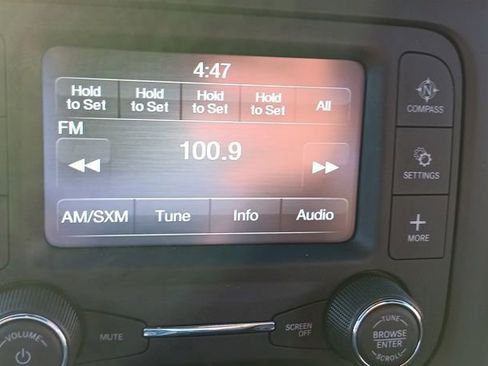 4:47
Hold to Set Hold to Set Hold to Set Hold to Set All
FM
100.9
AM/SXM Tune Info Audio
N
COMPASS
SETTINGS
+
MORE
VOLUME
MUTE
SCREEN OFF
TUNE
BROWSE
ENTER
SCROLL